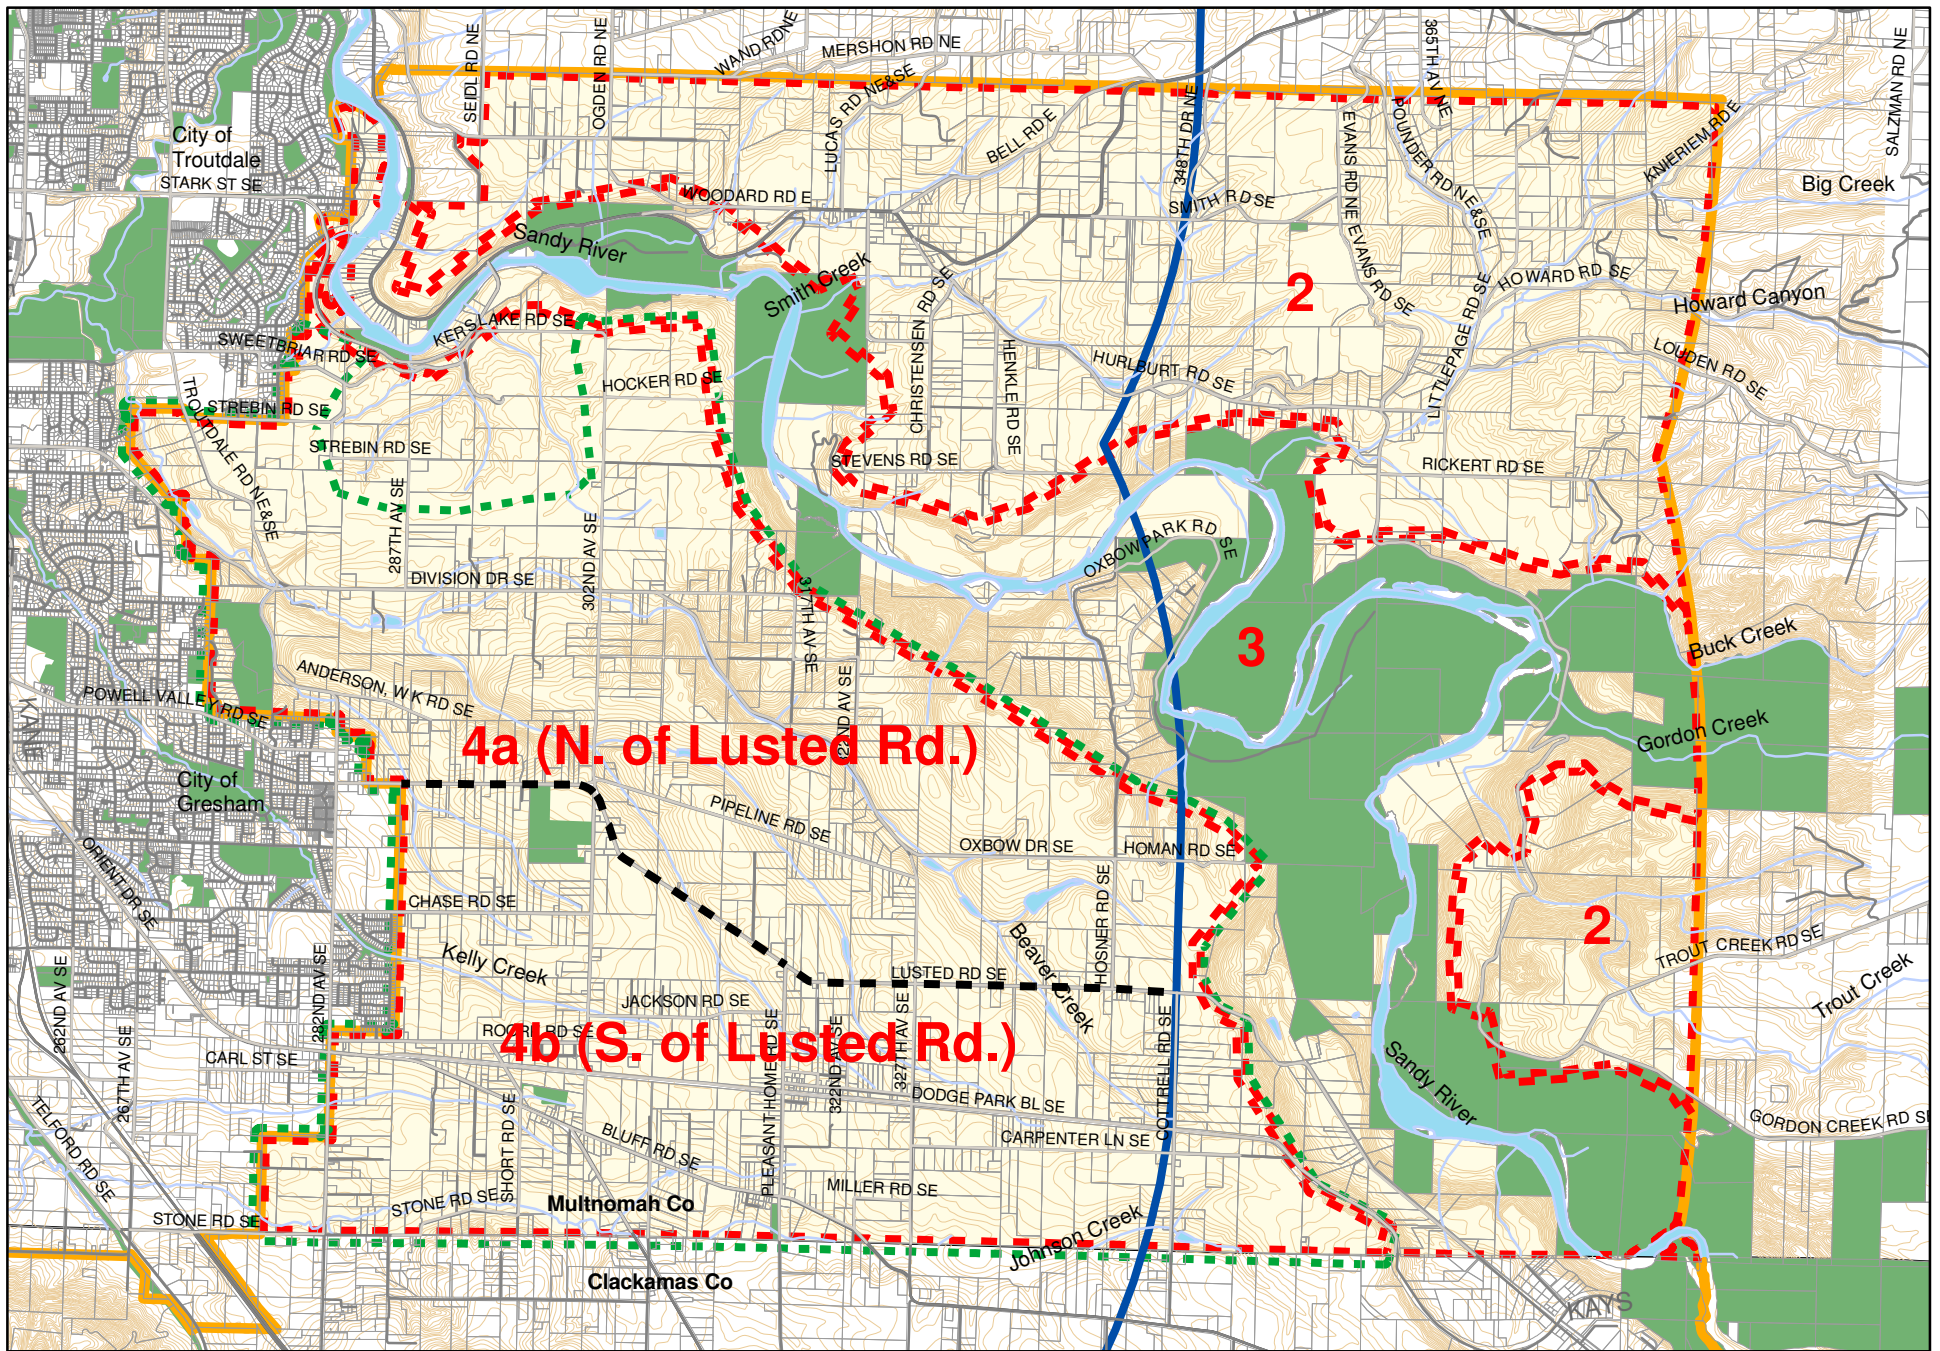 WAND RD NE
MERSHON RD NE
SEIDL RD NE
OGDEN RD NE
365TH AV NE
SALZMAN RD NE
City of
Troutdale
STARK ST SE
LUCAS RD NE&SE
BELL RD E
348TH DR NE
EVANS RD NE
POUNDER RD NE&SE
KNIERIEM RD E
Big Creek
WOODARD RD E
SMITH RD SE
Sandy River
Smith Creek
EVANS RD SE
HOWARD RD SE
Howard Canyon
2
KERSLAKE RD SE
SWEETBRIAR RD SE
CHRISTENSEN RD SE
HENKLE RD SE
HURLBURT RD SE
LITTLEPAGE RD SE
LOUDEN RD SE
HOCKER RD SE
TROUTDALE RD NE&SE
STREBIN RD SE
STREBIN RD SE
STEVENS RD SE
RICKERT RD SE
287TH AV SE
302ND AV SE
OXBOW PARK RD SE
DIVISION DR SE
317TH AV SE
3
Buck Creek
ANDERSON, W K RD SE
POWELL VALLEY RD SE
KANE
322ND AV SE
4a (N. of Lusted Rd.)
Gordon Creek
City of
Gresham
PIPELINE RD SE
ORIENT DR SE
OXBOW DR SE
HOMAN RD SE
CHASE RD SE
HOSNER RD SE
2
Kelly Creek
Beaver Creek
TROUT CREEK RD SE
Trout Creek
LUSTED RD SE
JACKSON RD SE
262ND AV SE
282ND AV SE
267TH AV SE
CARL ST SE
4b (S. of Lusted Rd.)
PLEASANT HOME RD SE
322ND AV SE
327TH AV SE
COTTRELL RD SE
Sandy River
DODGE PARK BL SE
TELFORD RD SE
SHORT RD SE
BLUFF RD SE
CARPENTER LN SE
GORDON CREEK RD SE
MILLER RD SE
STONE RD SE
STONE RD SE
Multnomah Co
Johnson Creek
Clackamas Co
KAYS